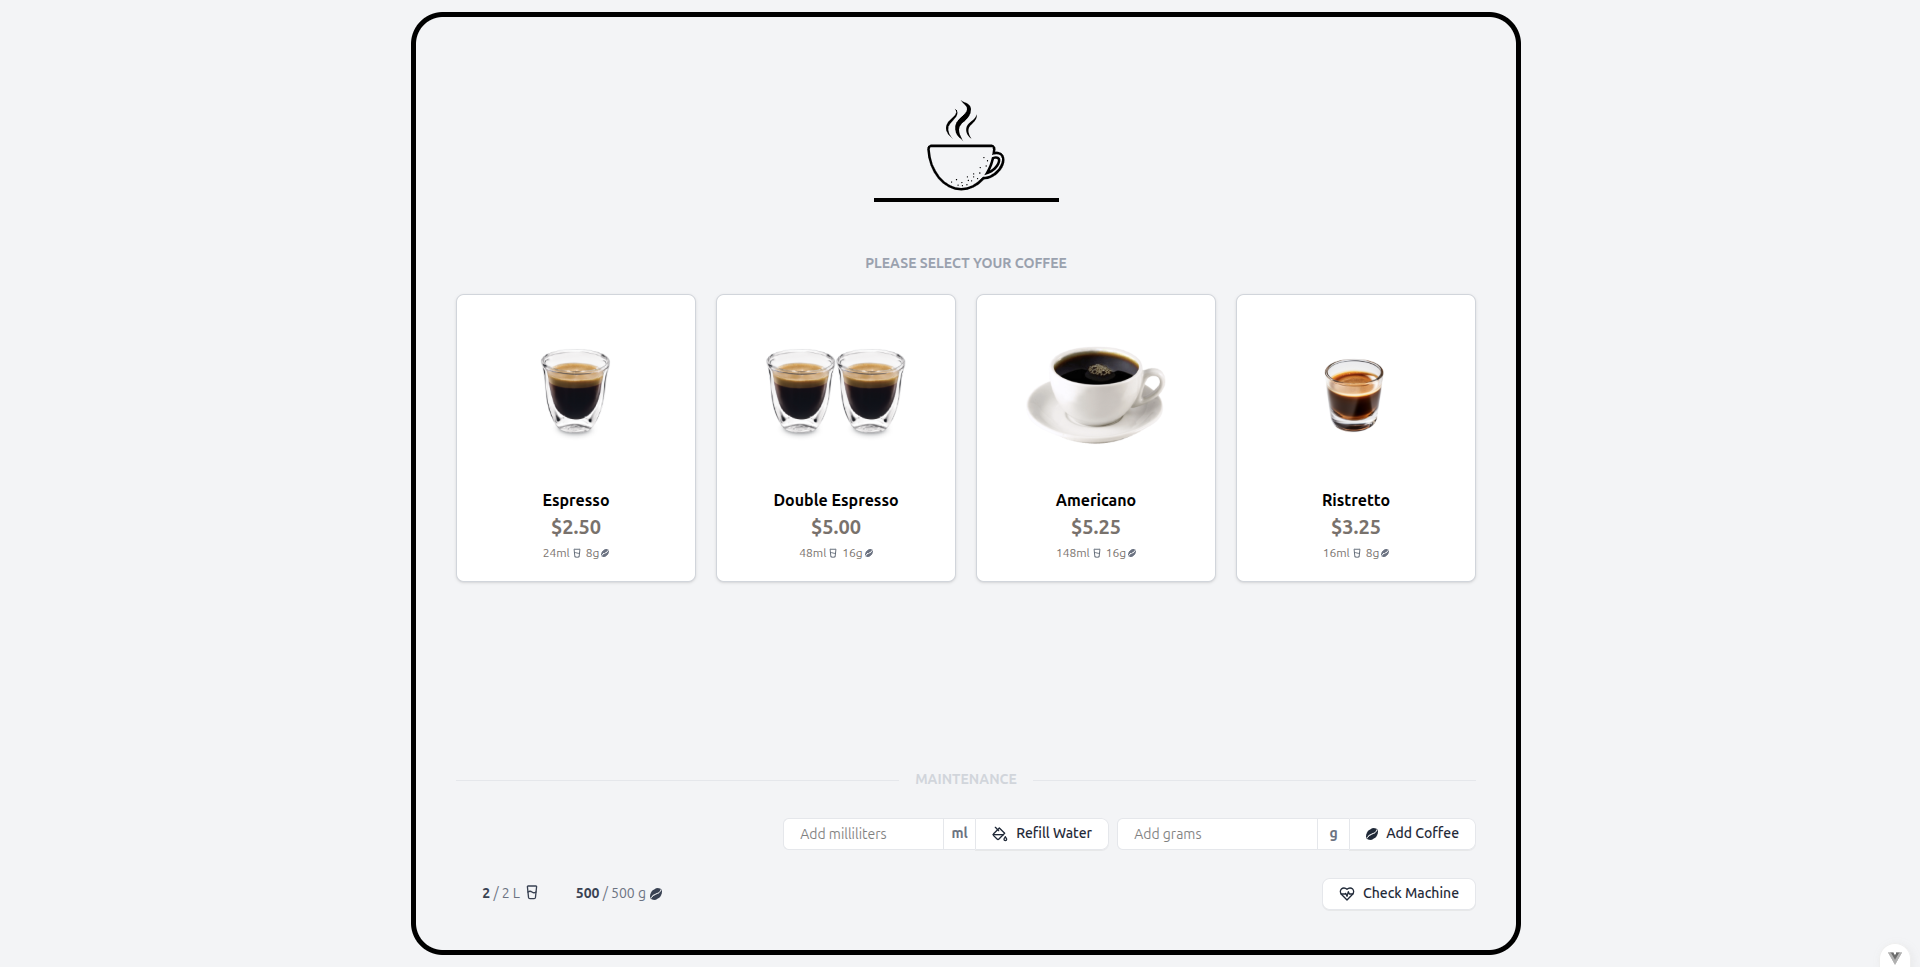 PLEASE SELECT YOUR COFFEE
Espresso
$2.50
24ml 8g
Double Espresso
$5.00
48ml 16g
Americano
$5.25
148ml 16g
Ristretto
$3.25
16ml 8g
MAINTENANCE
Add milliliters ml Refill Water Add grams g Add Coffee
2 / 2 L 500 / 500 g Check Machine